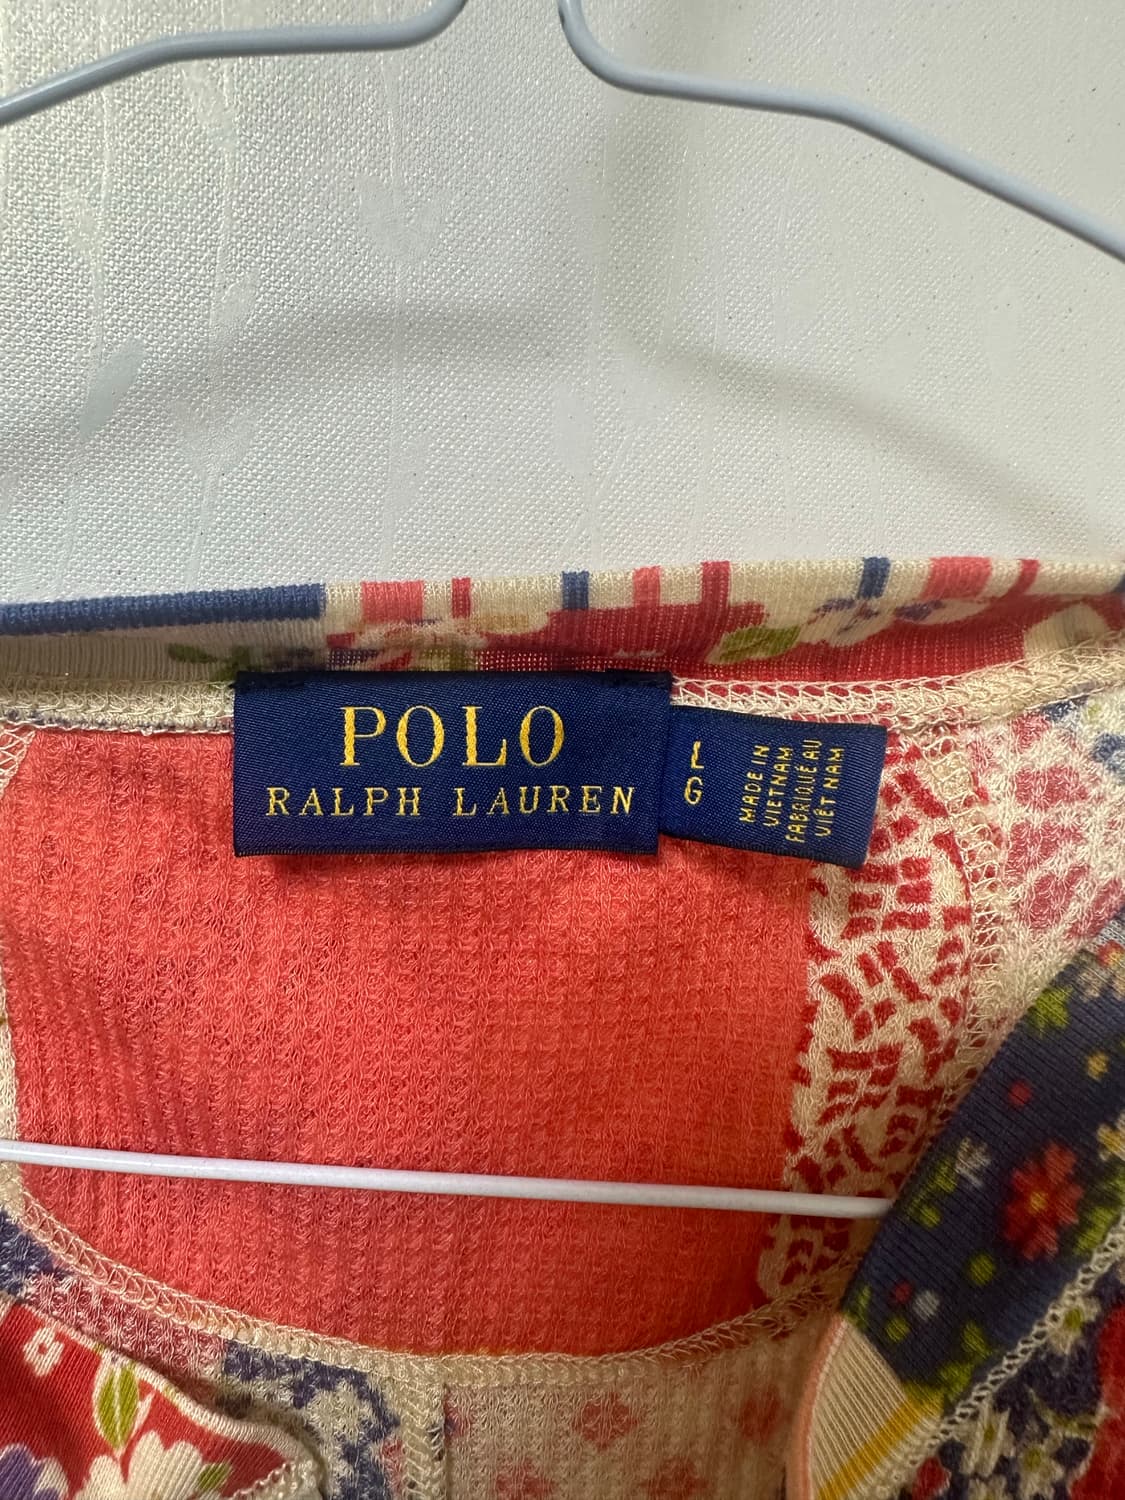 POLO
RALPH LAUREN
L
G
MADE IN
VIETNAM
FABRIQUÉ AU
VIÊT NAM